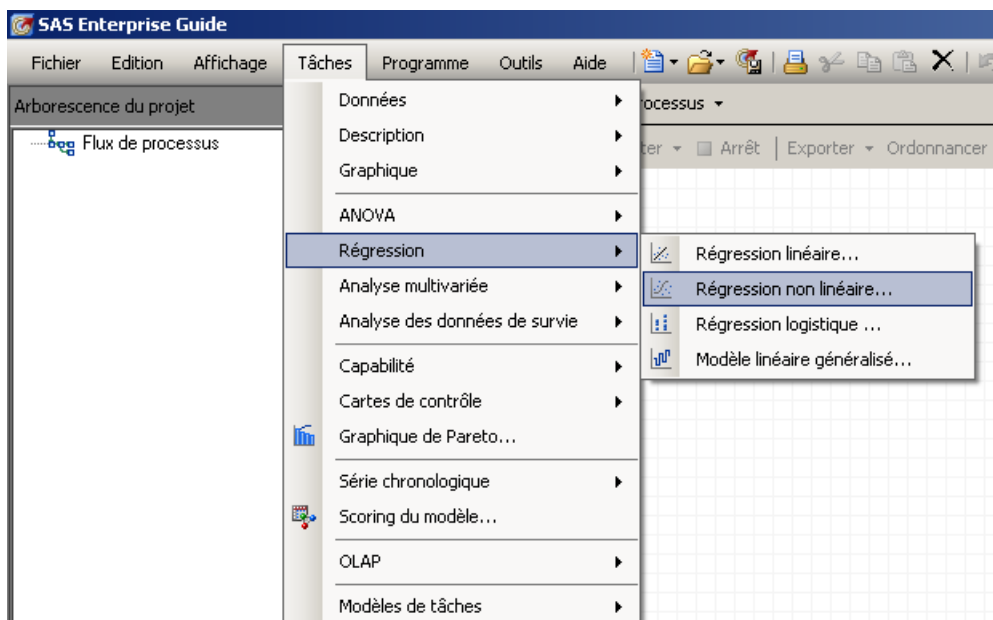 SAS Enterprise Guide
Fichier Edition Affichage Tâches Programme Outils Aide
Arborescence du projet
Flux de processus
Données
Description
Graphique
ANOVA
Régression
Analyse multivariée
Analyse des données de survie
Capabilité
Cartes de contrôle
Graphique de Pareto...
Série chronologique
Scoring du modèle...
OLAP
Modèles de tâches
Régression linéaire...
Régression non linéaire...
Régression logistique ...
Modèle linéaire généralisé...
Arrêt Exporter Ordonnancer